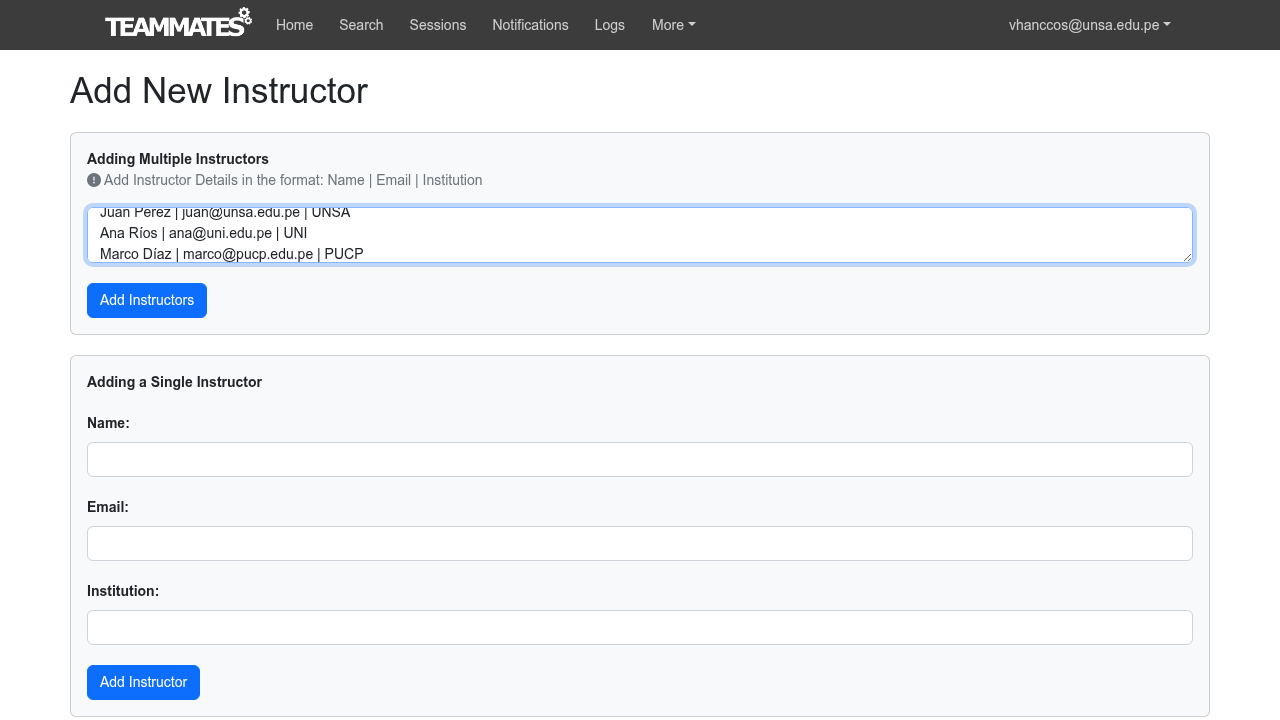 TEAMMATES
Home
Search
Sessions
Notifications
Logs
More
vhanccos@unsa.edu.pe
Add New Instructor
Adding Multiple Instructors
Add Instructor Details in the format: Name | Email | Institution
Juan Perez | juan@unsa.edu.pe | UNSA
Ana Ríos | ana@uni.edu.pe | UNI
Marco Díaz | marco@pucp.edu.pe | PUCP
Add Instructors
Adding a Single Instructor
Name:
Email:
Institution:
Add Instructor